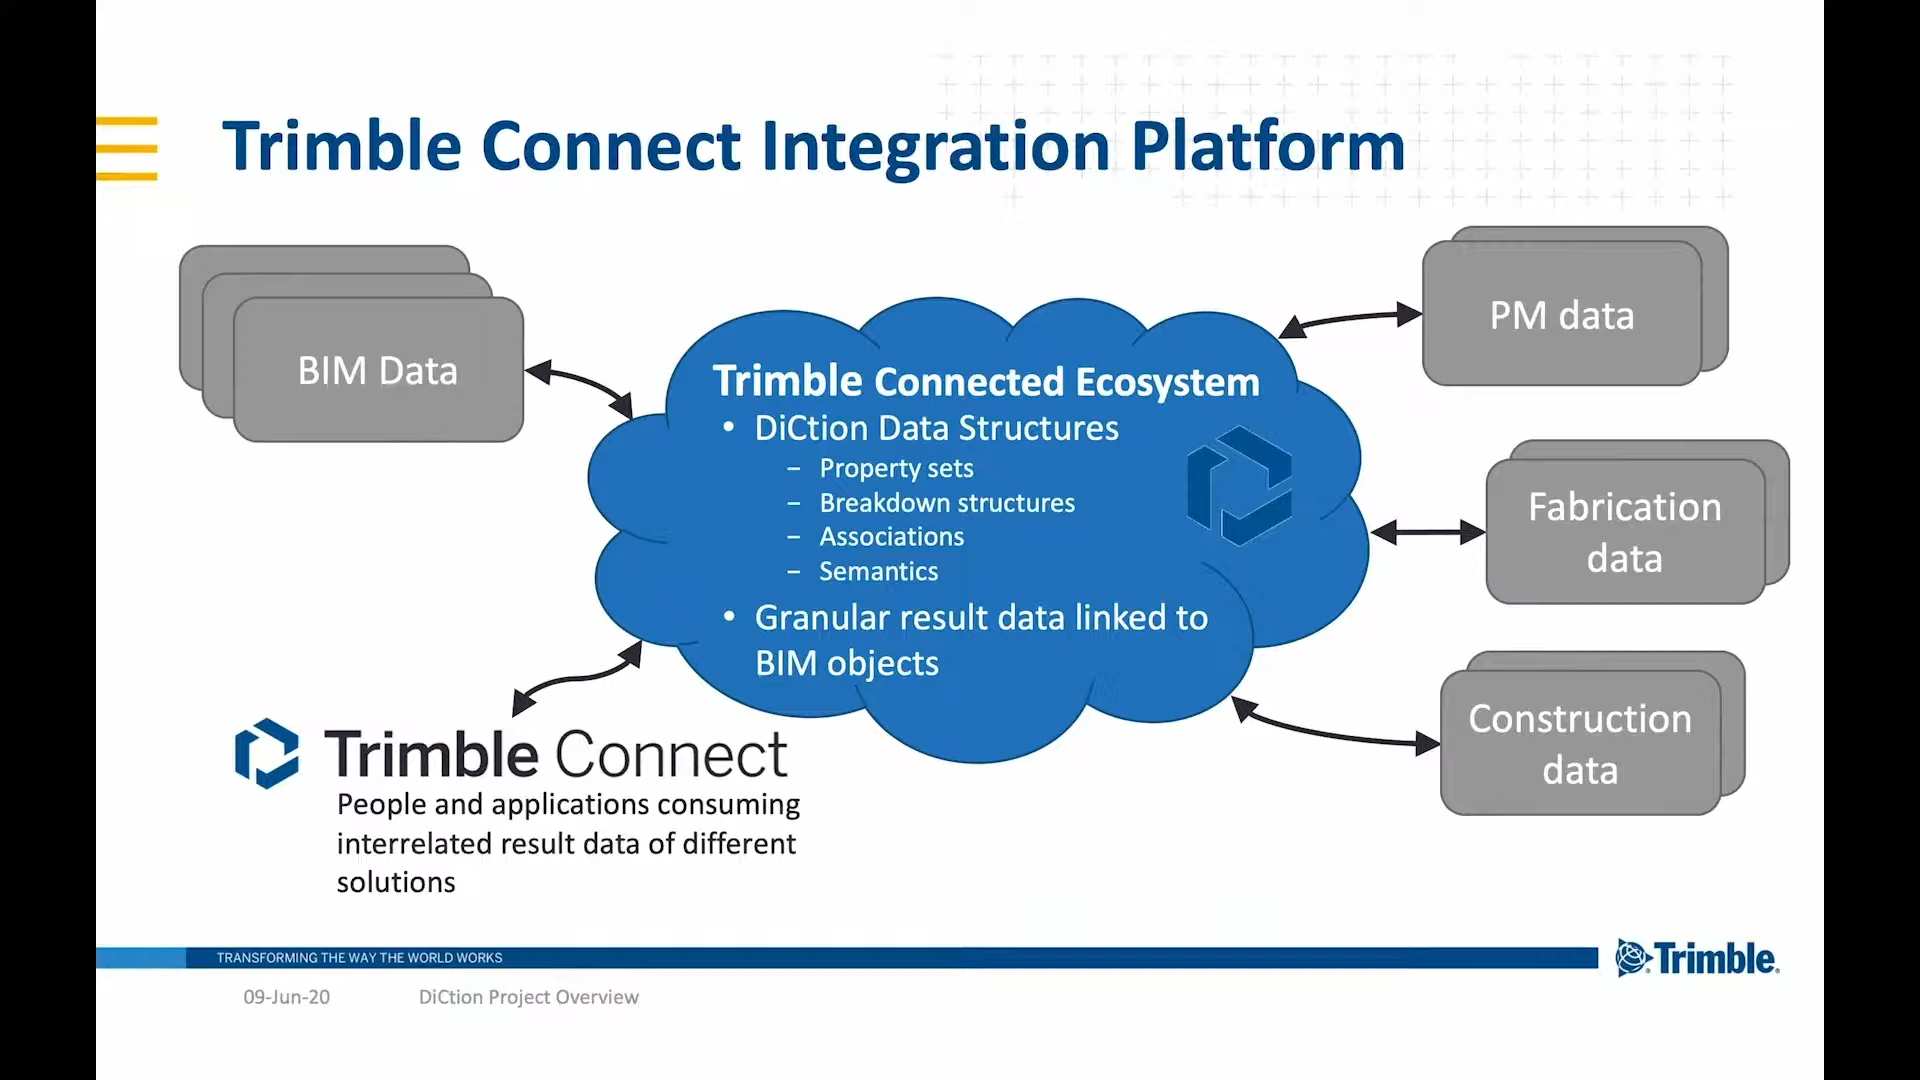 Trimble Connect Integration Platform
BIM Data
Trimble Connected Ecosystem
• DiCtion Data Structures
– Property sets
– Breakdown structures
– Associations
– Semantics
• Granular result data linked to
BIM objects
PM data
Fabrication
data
Construction
data
Trimble Connect
People and applications consuming
interrelated result data of different
solutions
TRANSFORMING THE WAY THE WORLD WORKS
Trimble
09-Jun-20
DiCtion Project Overview